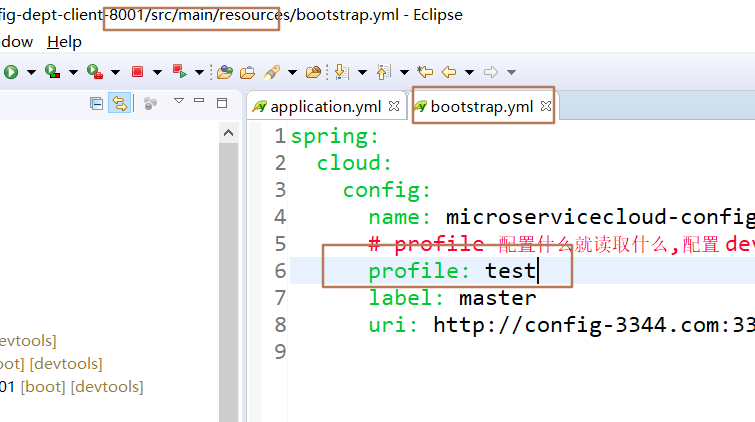 fig-dept-client-8001/src/main/resources/bootstrap.yml - Eclipse
ndow Help
application.yml
bootstrap.yml
1 spring:
2 cloud:
3 config:
4 name: microservicecloud-config
5 # profile 配置什么就读取什么,配置 dev
6 profile: test
7 label: master
8 uri: http://config-3344.com:33
9
evtools]
oot] [devtools]
01 [boot] [devtools]